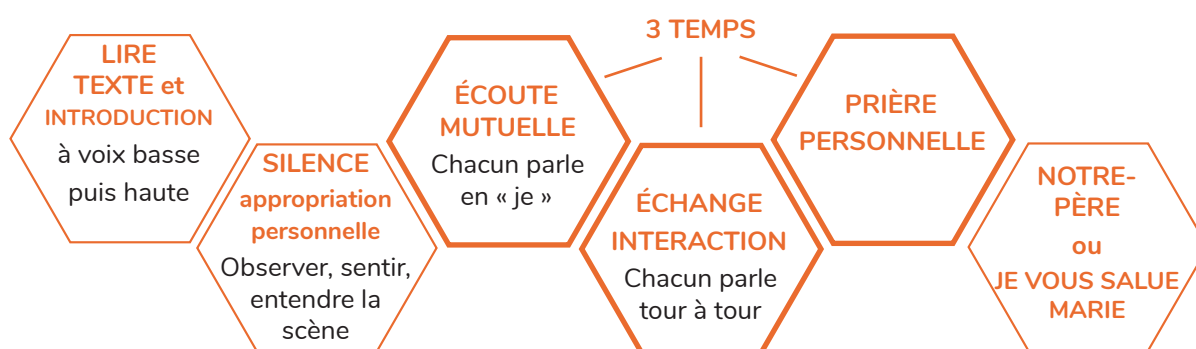 3 TEMPS
LIRE
TEXTE et
INTRODUCTION
à voix basse
puis haute
SILENCE
appropriation
personnelle
Observer, sentir,
entendre la
scène
ÉCOUTE
MUTUELLE
Chacun parle
en « je »
ÉCHANGE
INTERACTION
Chacun parle
tour à tour
PRIÈRE
PERSONNELLE
NOTRE-
PÈRE
ou
JE VOUS SALUE
MARIE